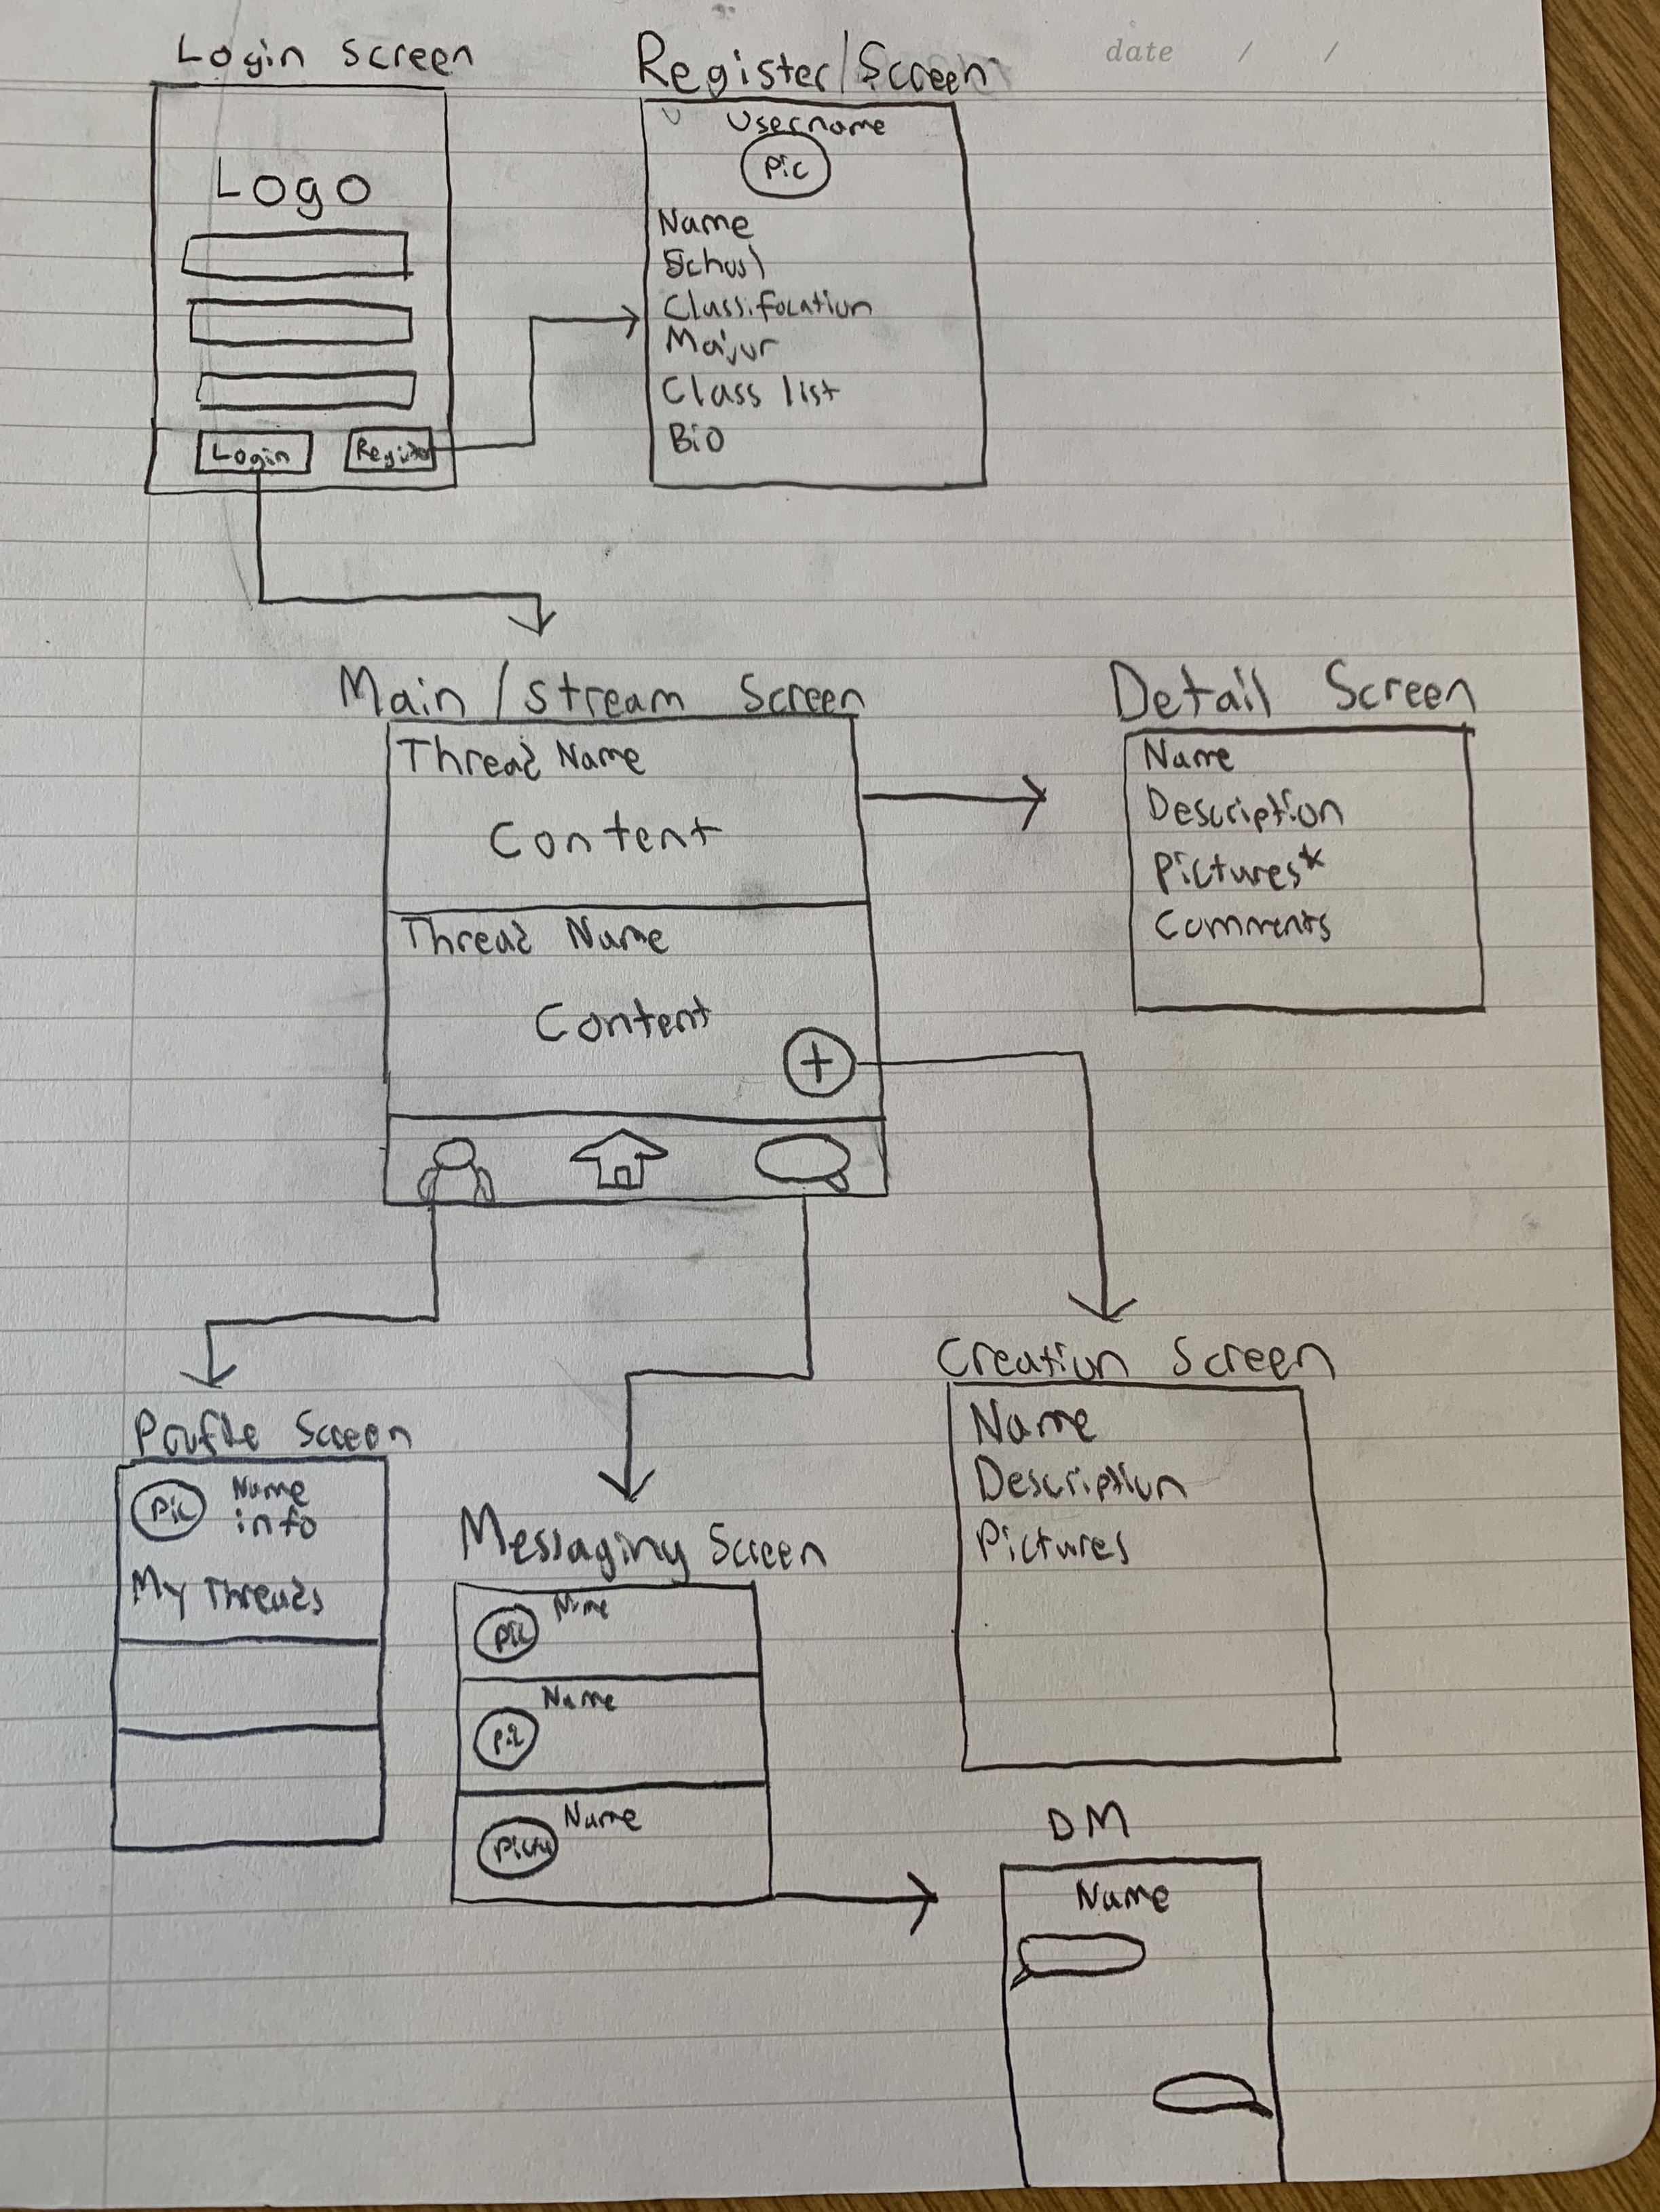 Login Screen
Register/Screen
date / /
Logo
Login
Register
Username
Pic
Name
School
Classification
Major
Class list
Bio
Main / Stream Screen
Thread Name
Content
Thread Name
Content
+
Detail Screen
Name
Description
Pictures*
Comments
Profile Screen
Pic
Name
info
My Threads
Messaging Screen
Pic
Name
Pic
Name
Name
Creation Screen
Name
Description
Pictures
DM
Name